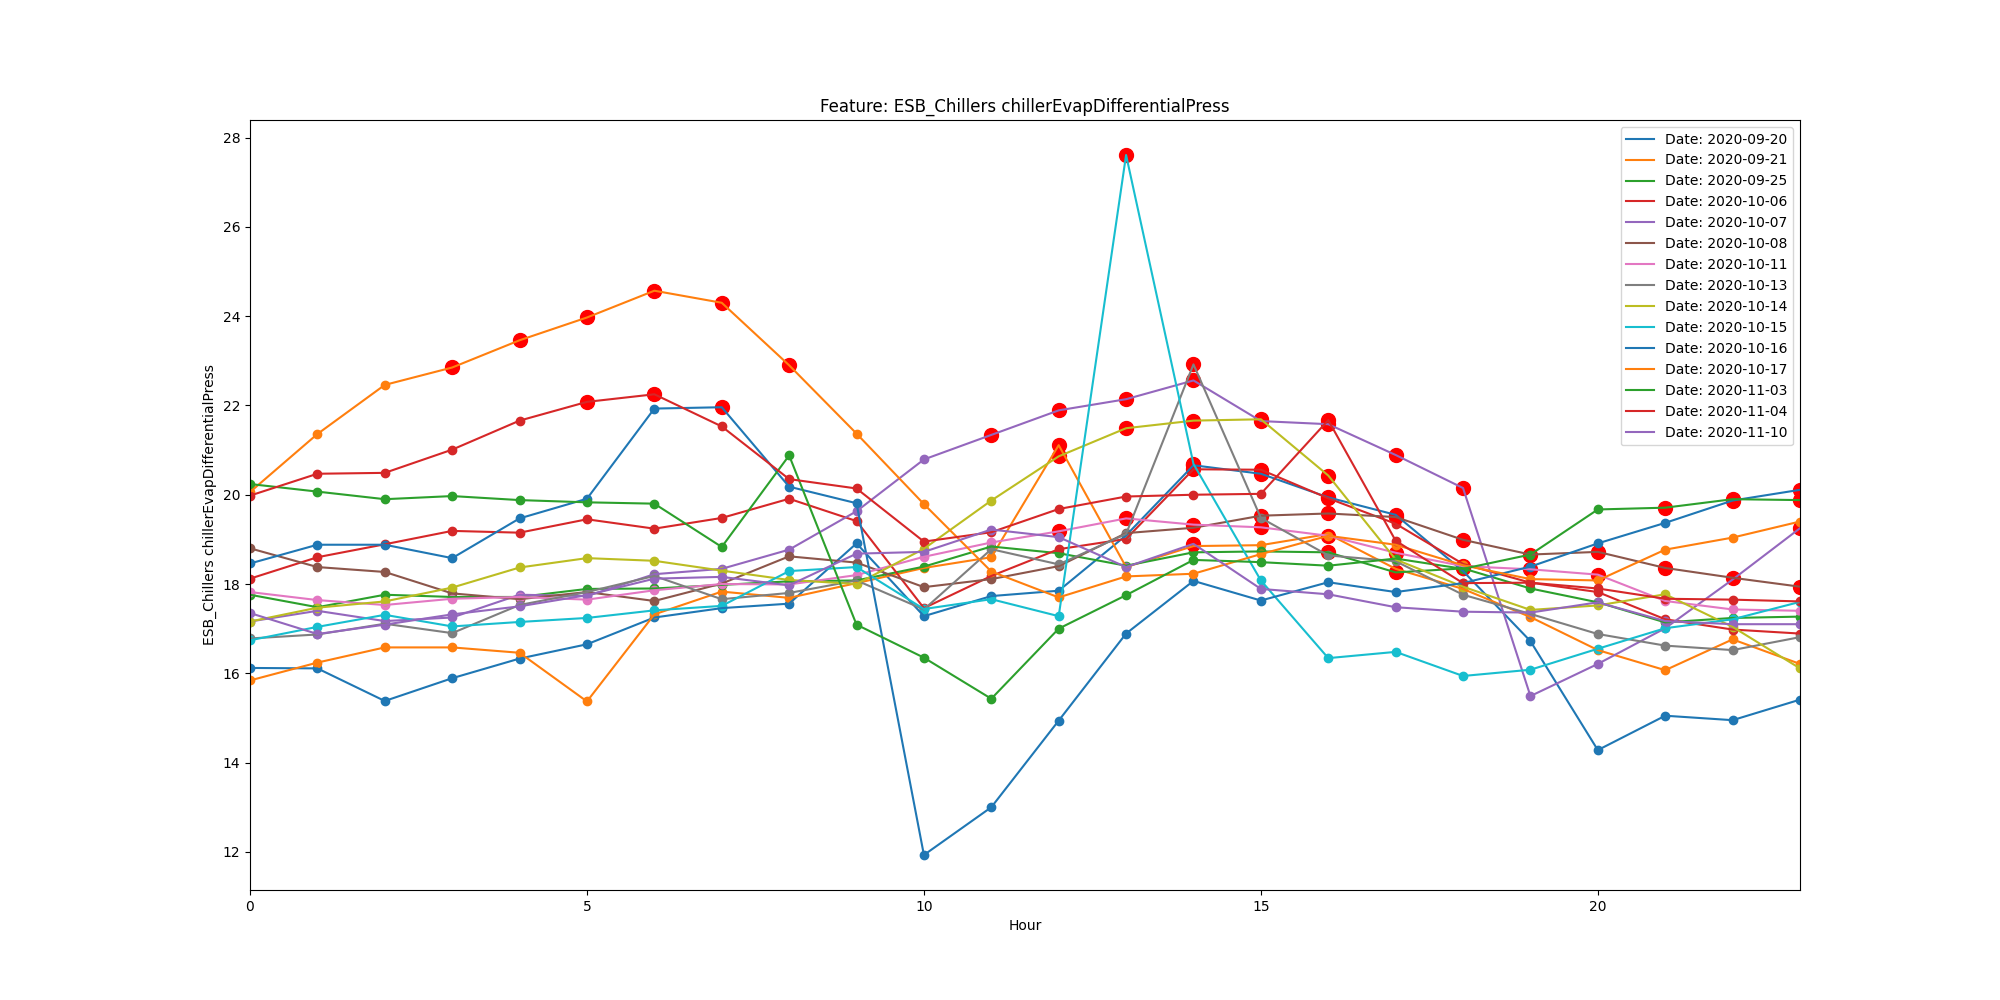 Feature: ESB_Chillers chillerEvapDifferentialPress
ESB_Chillers chillerEvapDifferentialPress
28
26
24
22
20
18
16
14
12
Date: 2020-09-20
Date: 2020-09-21
Date: 2020-09-25
Date: 2020-10-06
Date: 2020-10-07
Date: 2020-10-08
Date: 2020-10-11
Date: 2020-10-13
Date: 2020-10-14
Date: 2020-10-15
Date: 2020-10-16
Date: 2020-10-17
Date: 2020-11-03
Date: 2020-11-04
Date: 2020-11-10
0 5 10 15 20
Hour